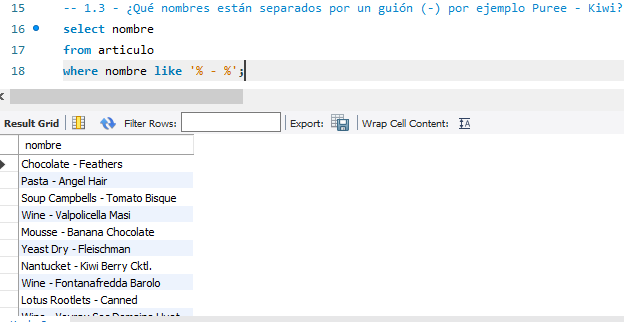 15 -- 1.3 - ¿Qué nombres están separados por un guión (-) por ejemplo Puree - Kiwi?
16 select nombre
17 from articulo
18 where nombre like '% - %';
Result Grid Filter Rows: Export: Wrap Cell Content:
nombre
Chocolate - Feathers
Pasta - Angel Hair
Soup Campbells - Tomato Bisque
Wine - Valpolicella Masi
Mousse - Banana Chocolate
Yeast Dry - Fleischman
Nantucket - Kiwi Berry Cktl.
Wine - Fontanafredda Barolo
Lotus Rootlets - Canned